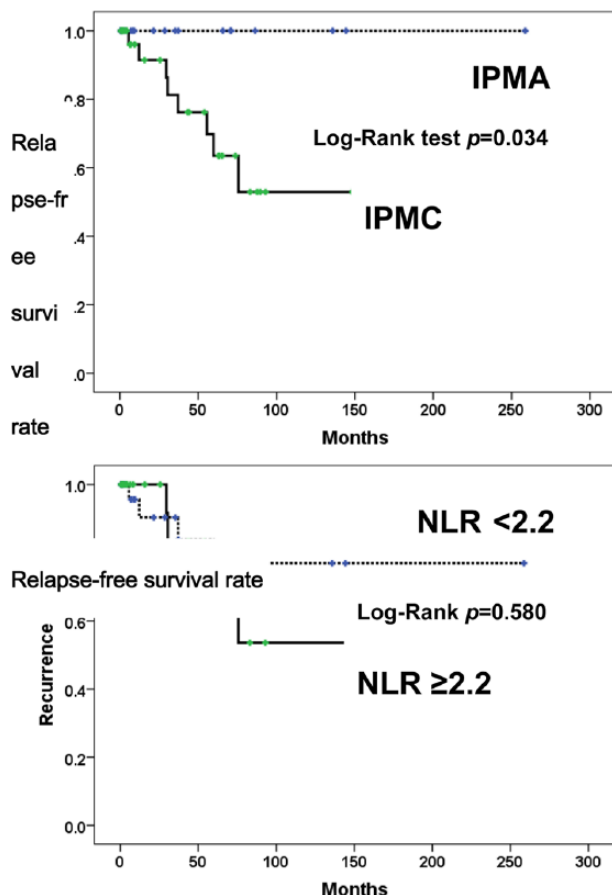 1.0
IPMA
0.8
Log-Rank test p=0.034
Rela
pse-fr
ee
survi
val
rate
0.6
IPMC
.4
.2
.0
0 50 100 150 200 250 300
Months
1.0
NLR <2.2
Relapse-free survival rate
Log-Rank p=0.580
0.6
NLR ≥2.2
Recurrence
0.4
0.2
0.0
0 50 100 150 200 250 300
Months